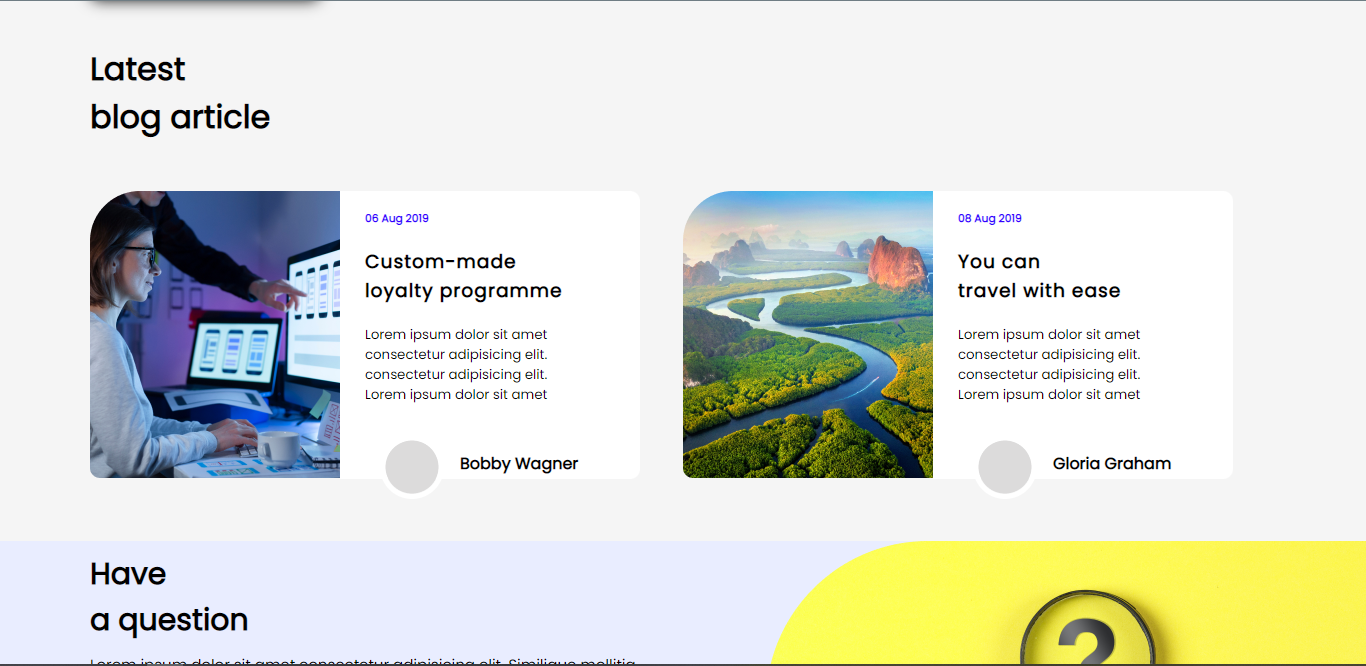 Latest
blog article
06 Aug 2019
Custom-made
loyalty programme
Lorem ipsum dolor sit amet
consectetur adipisicing elit.
consectetur adipisicing elit.
Lorem ipsum dolor sit amet
Bobby Wagner
08 Aug 2019
You can
travel with ease
Lorem ipsum dolor sit amet
consectetur adipisicing elit.
consectetur adipisicing elit.
Lorem ipsum dolor sit amet
Gloria Graham
Have
a question
Lorem ipsum dolor sit amet consectetur adipisicing elit. Similique mollitia
?